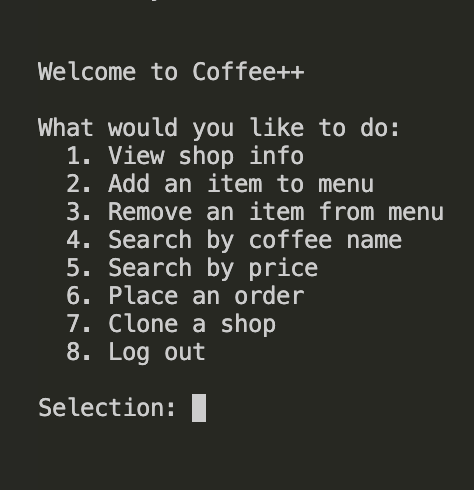 Welcome to Coffee++
What would you like to do:
1. View shop info
2. Add an item to menu
3. Remove an item from menu
4. Search by coffee name
5. Search by price
6. Place an order
7. Clone a shop
8. Log out
Selection: